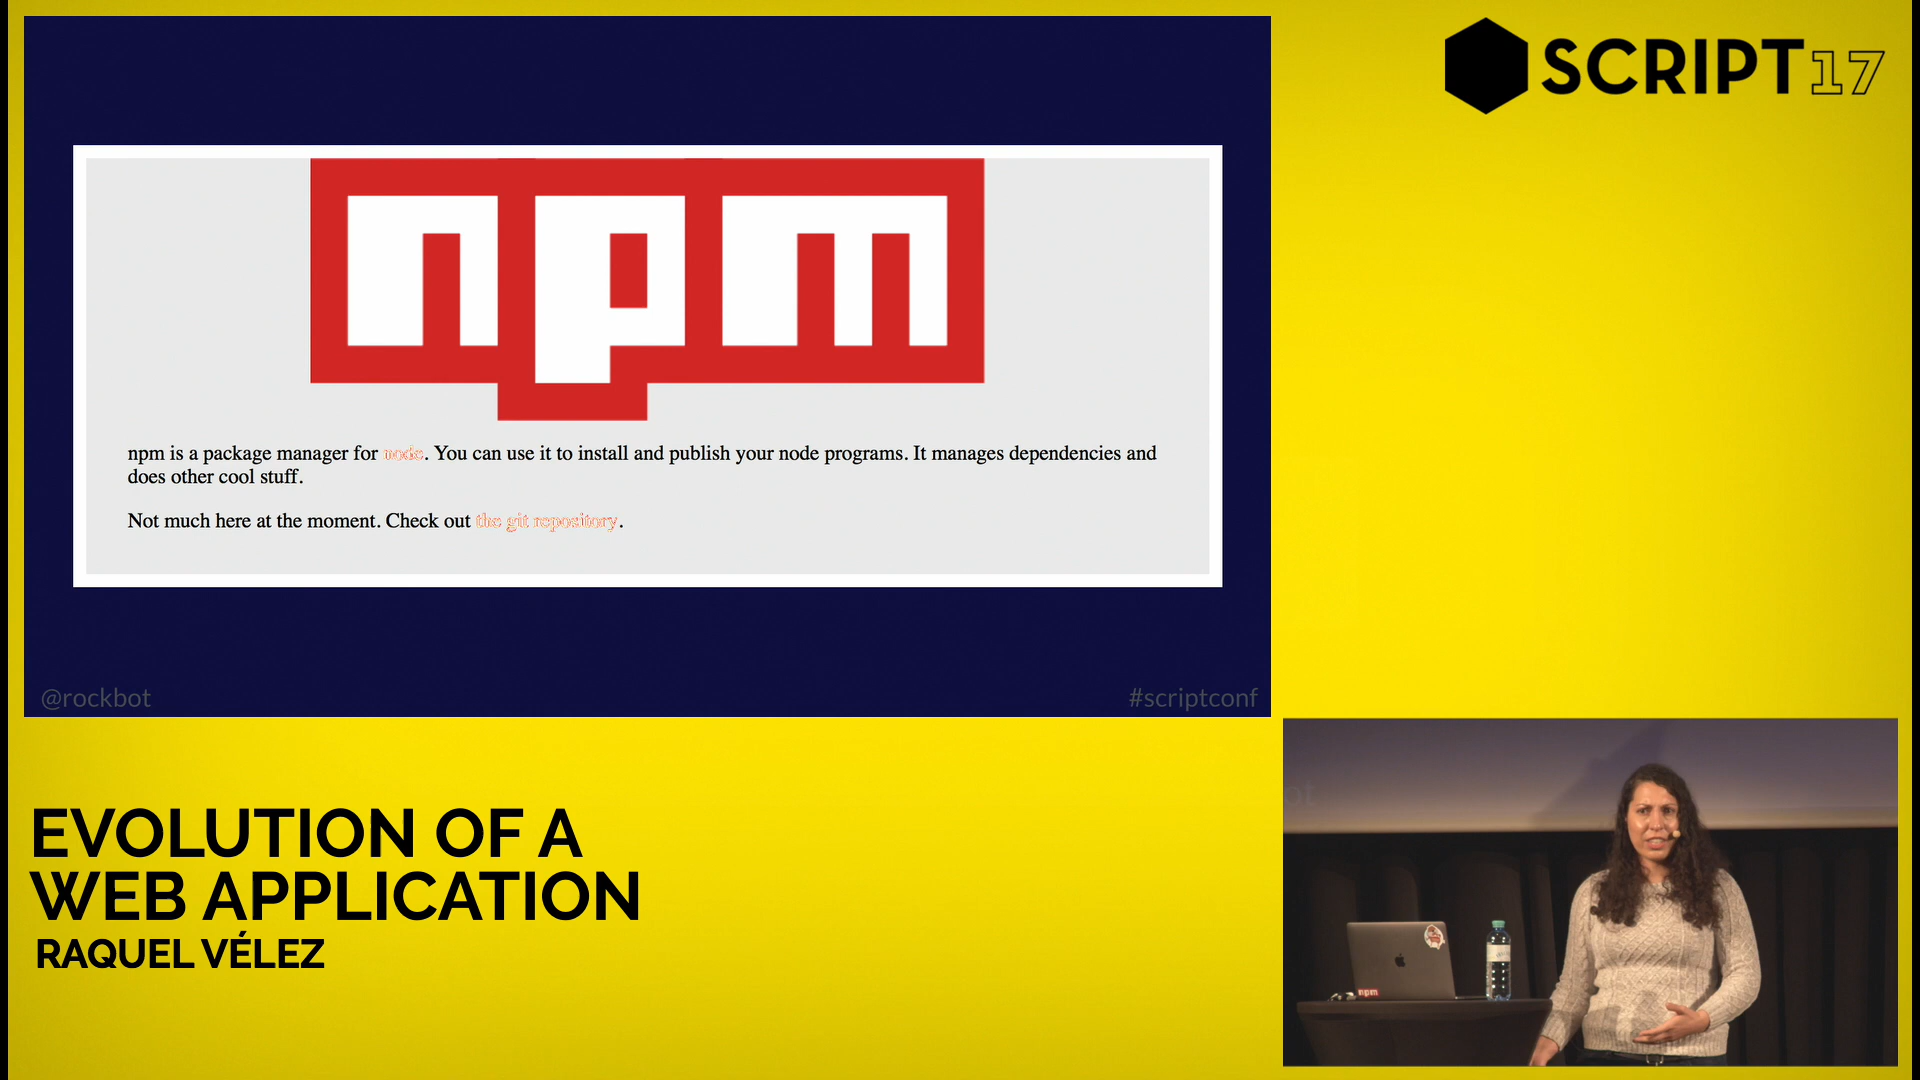 SCRIPT17
npm
npm is a package manager for node. You can use it to install and publish your node programs. It manages dependencies and
does other cool stuff.
Not much here at the moment. Check out the git repository.
@rockbot
#scriptconf
EVOLUTION OF A
WEB APPLICATION
RAQUEL VÉLEZ
ot
npm